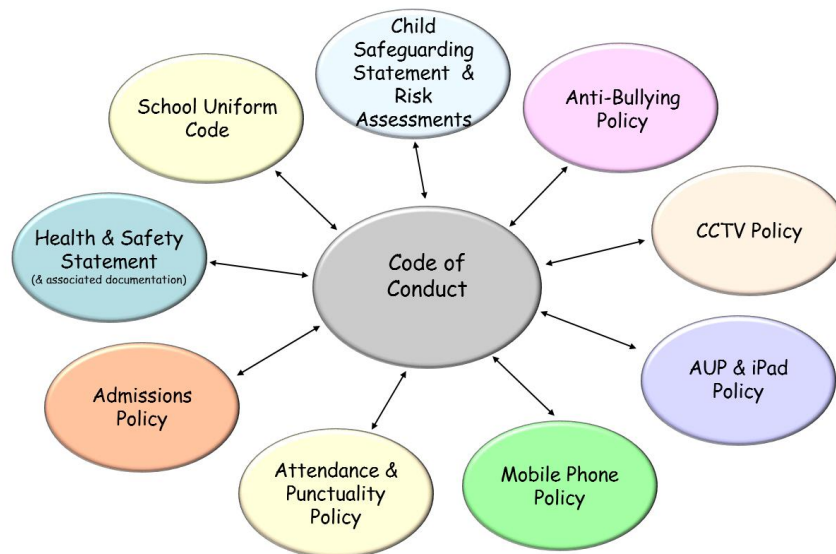 Child
Safeguarding
Statement &
Risk
Assessments
Anti-Bullying
Policy
School Uniform
Code
CCTV Policy
Health & Safety
Statement
(& associated documentation)
Code of
Conduct
AUP & iPad
Policy
Admissions
Policy
Attendance &
Punctuality
Policy
Mobile Phone
Policy